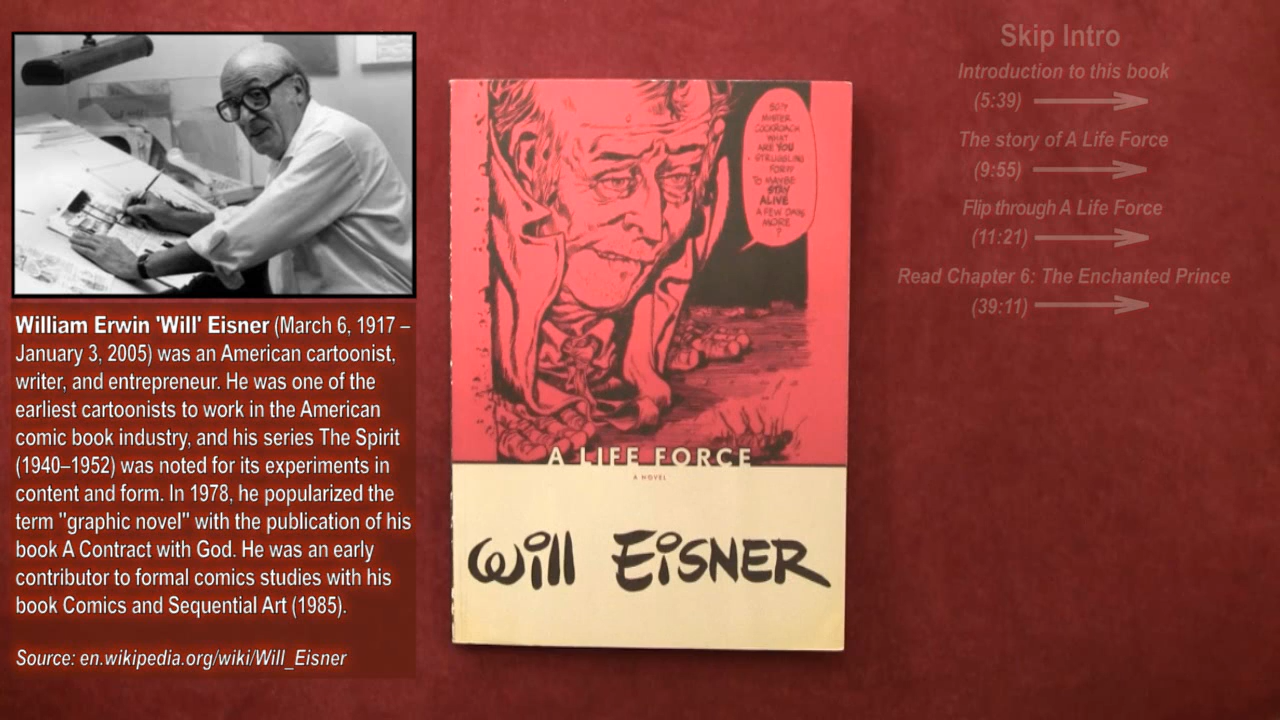 William Erwin 'Will' Eisner (March 6, 1917 –
January 3, 2005) was an American cartoonist,
writer, and entrepreneur. He was one of the
earliest cartoonists to work in the American
comic book industry, and his series The Spirit
(1940–1952) was noted for its experiments in
content and form. In 1978, he popularized the
term "graphic novel" with the publication of his
book A Contract with God. He was an early
contributor to formal comics studies with his
book Comics and Sequential Art (1985).
Source: en.wikipedia.org/wiki/Will_Eisner
SO??
MISTER
COCKROACH
WHAT
ARE YOU
STRUGGLING
FOR??
TO MAYBE
STAY
ALIVE
A FEW DAYS
MORE
?
A LIFE FORCE
A NOVEL
Will EiSNER
Skip Intro
Introduction to this book
(5:39)
The story of A Life Force
(9:55)
Flip through A Life Force
(11:21)
Read Chapter 6: The Enchanted Prince
(39:11)